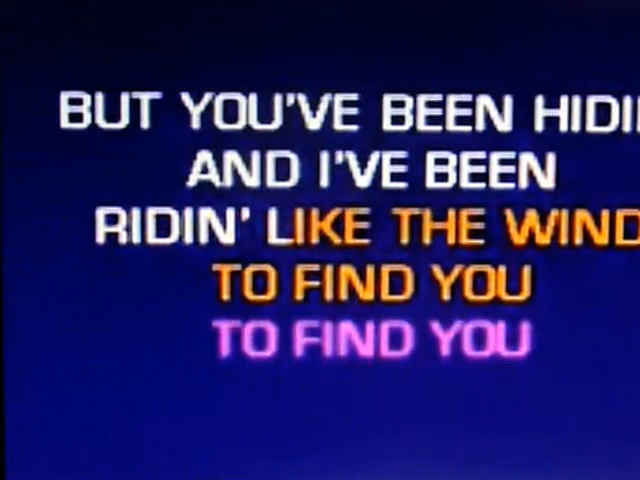 BUT YOU'VE BEEN HIDI
AND I'VE BEEN
RIDIN' LIKE THE WIND
TO FIND YOU
TO FIND YOU